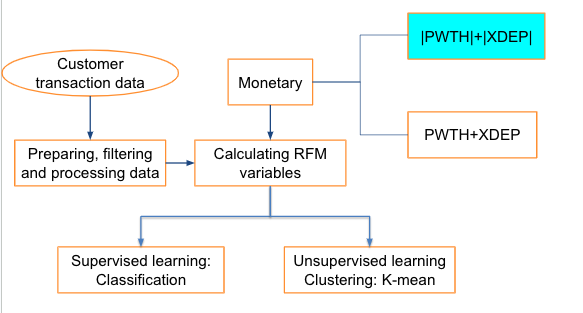 Customer
transaction data
Monetary
|PWTH|+|XDEP|
PWTH+XDEP
Preparing, filtering
and processing data
Calculating RFM
variables
Supervised learning:
Classification
Unsupervised learning
Clustering: K-mean